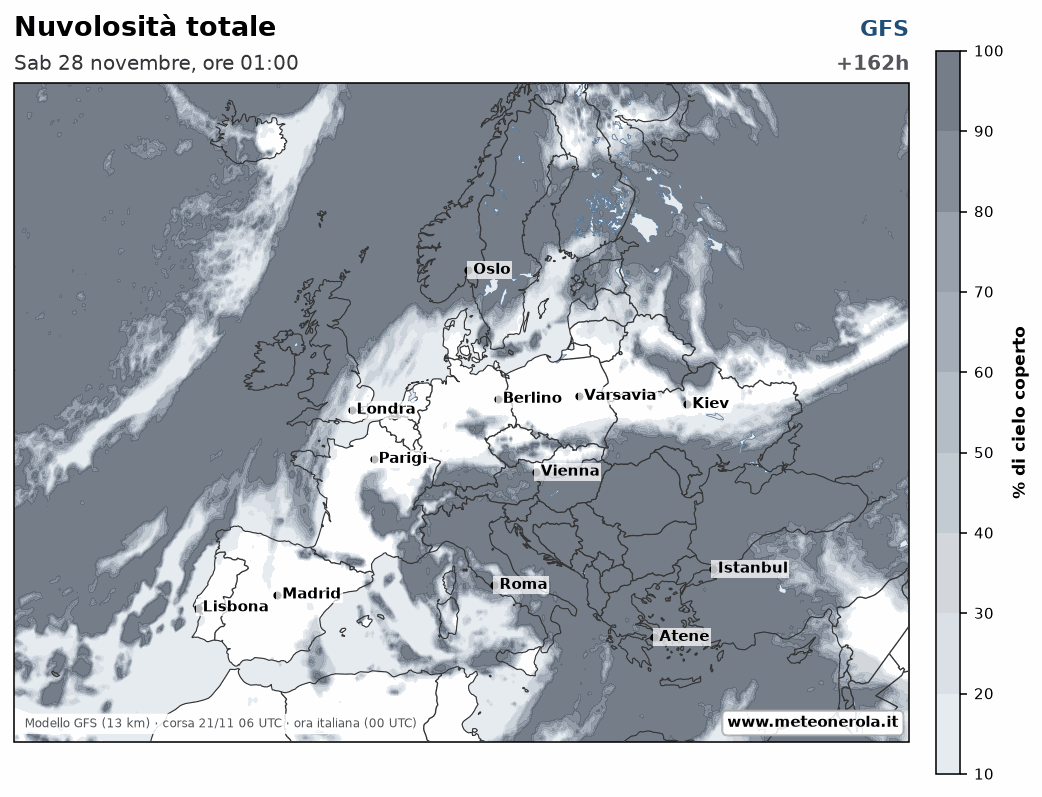 Nuvolosità totale
GFS
Sab 28 novembre, ore 01:00
+162h
100
90
80
70
60
50
40
30
20
10
% di cielo coperto
Oslo
Londra
Berlino
Varsavia
Kiev
Parigi
Vienna
Istanbul
Roma
Madrid
Lisbona
Atene
Modello GFS (13 km) · corsa 21/11 06 UTC · ora italiana (00 UTC)
www.meteonerola.it